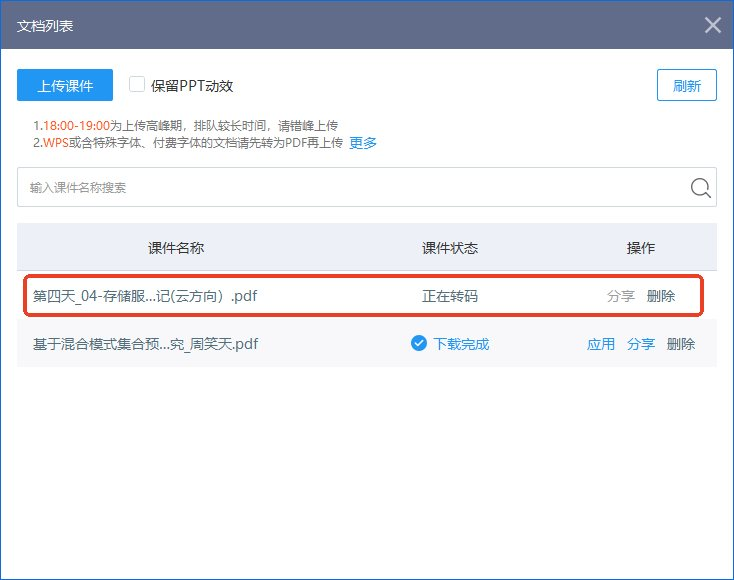 文档列表
上传课件 保留PPT动效 刷新
1.18:00-19:00为上传高峰期，排队较长时间，请错峰上传
2.WPS或含特殊字体、付费字体的文档请先转为PDF再上传 更多
输入课件名称搜索
课件名称 课件状态 操作
第四天_04-存储服...记(云方向）.pdf 正在转码 分享 删除
基于混合模式集合预...究_周笑天.pdf 下载完成 应用 分享 删除